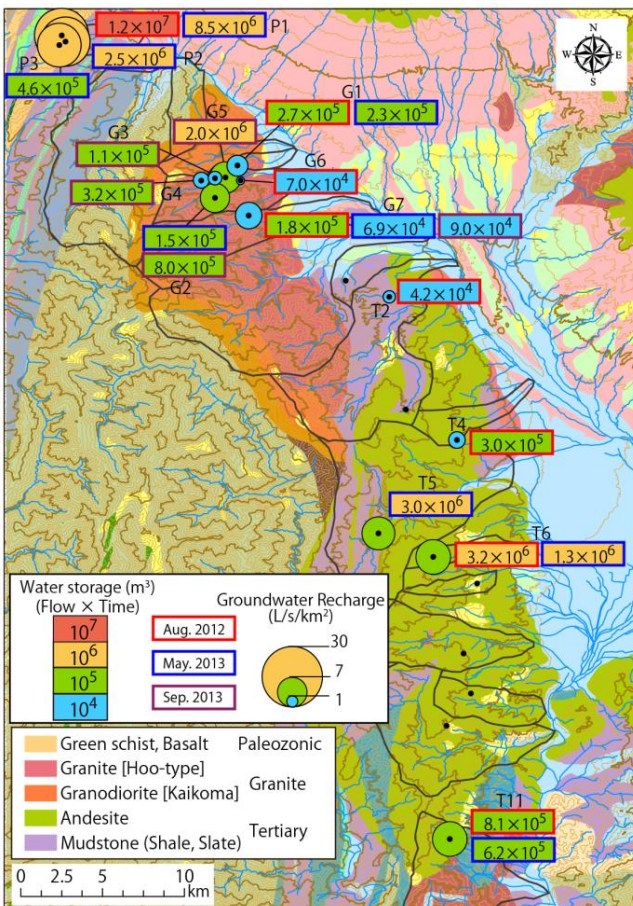 1.2×10⁷ 8.5×10⁶ P1
N
W E
S
P3 2.5×10⁶ P2
4.6×10⁵
G5 G1
G3 2.0×10⁶ 2.7×10⁵ 2.3×10⁵
1.1×10⁵ G6
3.2×10⁵ G4 7.0×10⁴
G7
1.5×10⁵ 1.8×10⁵ 6.9×10⁴ 9.0×10⁴
8.0×10⁵
G2
T2 4.2×10⁴
T4
3.0×10⁵
T5
3.0×10⁶
T6
3.2×10⁶ 1.3×10⁶
Water storage (m³)
(Flow × Time)
10⁷
10⁶
10⁵
10⁴
Aug. 2012
May. 2013
Sep. 2013
Groundwater Recharge
(L/s/km²)
30
7
1
Green schist, Basalt Paleozonic
Granite [Hoo-type]
Granite
Granodiorite [Kaikoma]
Andesite
Tertiary
Mudstone (Shale, Slate)
T11
8.1×10⁵
6.2×10⁵
0 2.5 5 10
km